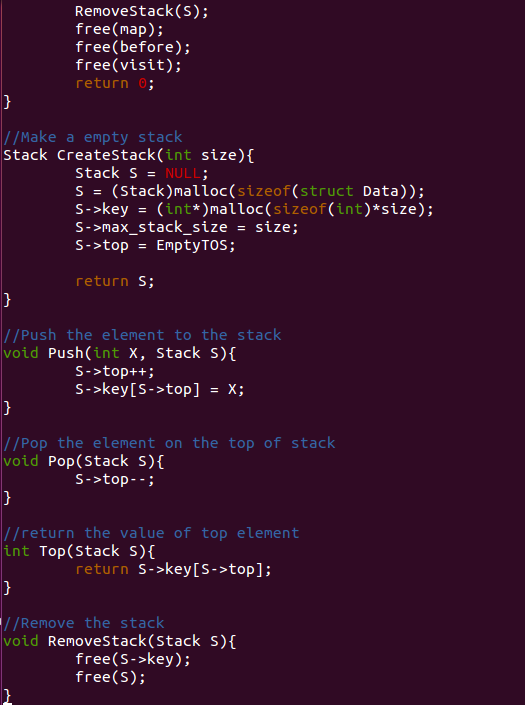 RemoveStack(S);
        free(map);
        free(before);
        free(visit);
        return 0;
}

//Make a empty stack
Stack CreateStack(int size){
        Stack S = NULL;
        S = (Stack)malloc(sizeof(struct Data));
        S->key = (int*)malloc(sizeof(int)*size);
        S->max_stack_size = size;
        S->top = EmptyTOS;

        return S;
}

//Push the element to the stack
void Push(int X, Stack S){
        S->top++;
        S->key[S->top] = X;
}

//Pop the element on the top of stack
void Pop(Stack S){
        S->top--;
}

//return the value of top element
int Top(Stack S){
        return S->key[S->top];
}

//Remove the stack
void RemoveStack(Stack S){
        free(S->key);
        free(S);
}